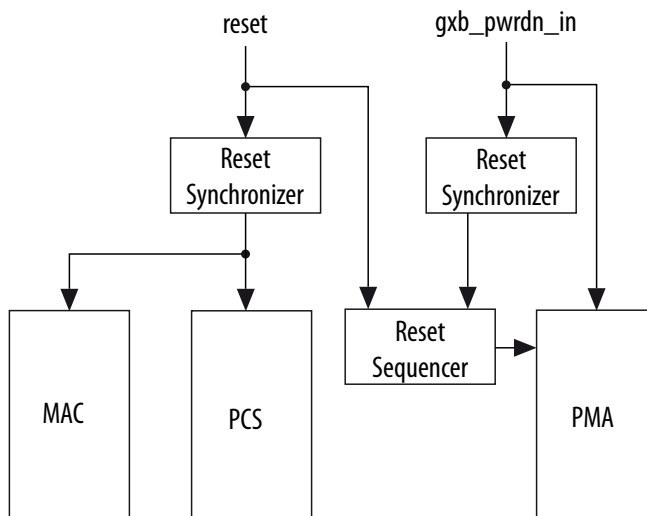 reset
gxb_pwrdn_in
Reset
Synchronizer
Reset
Synchronizer
Reset
Sequencer
MAC
PCS
PMA